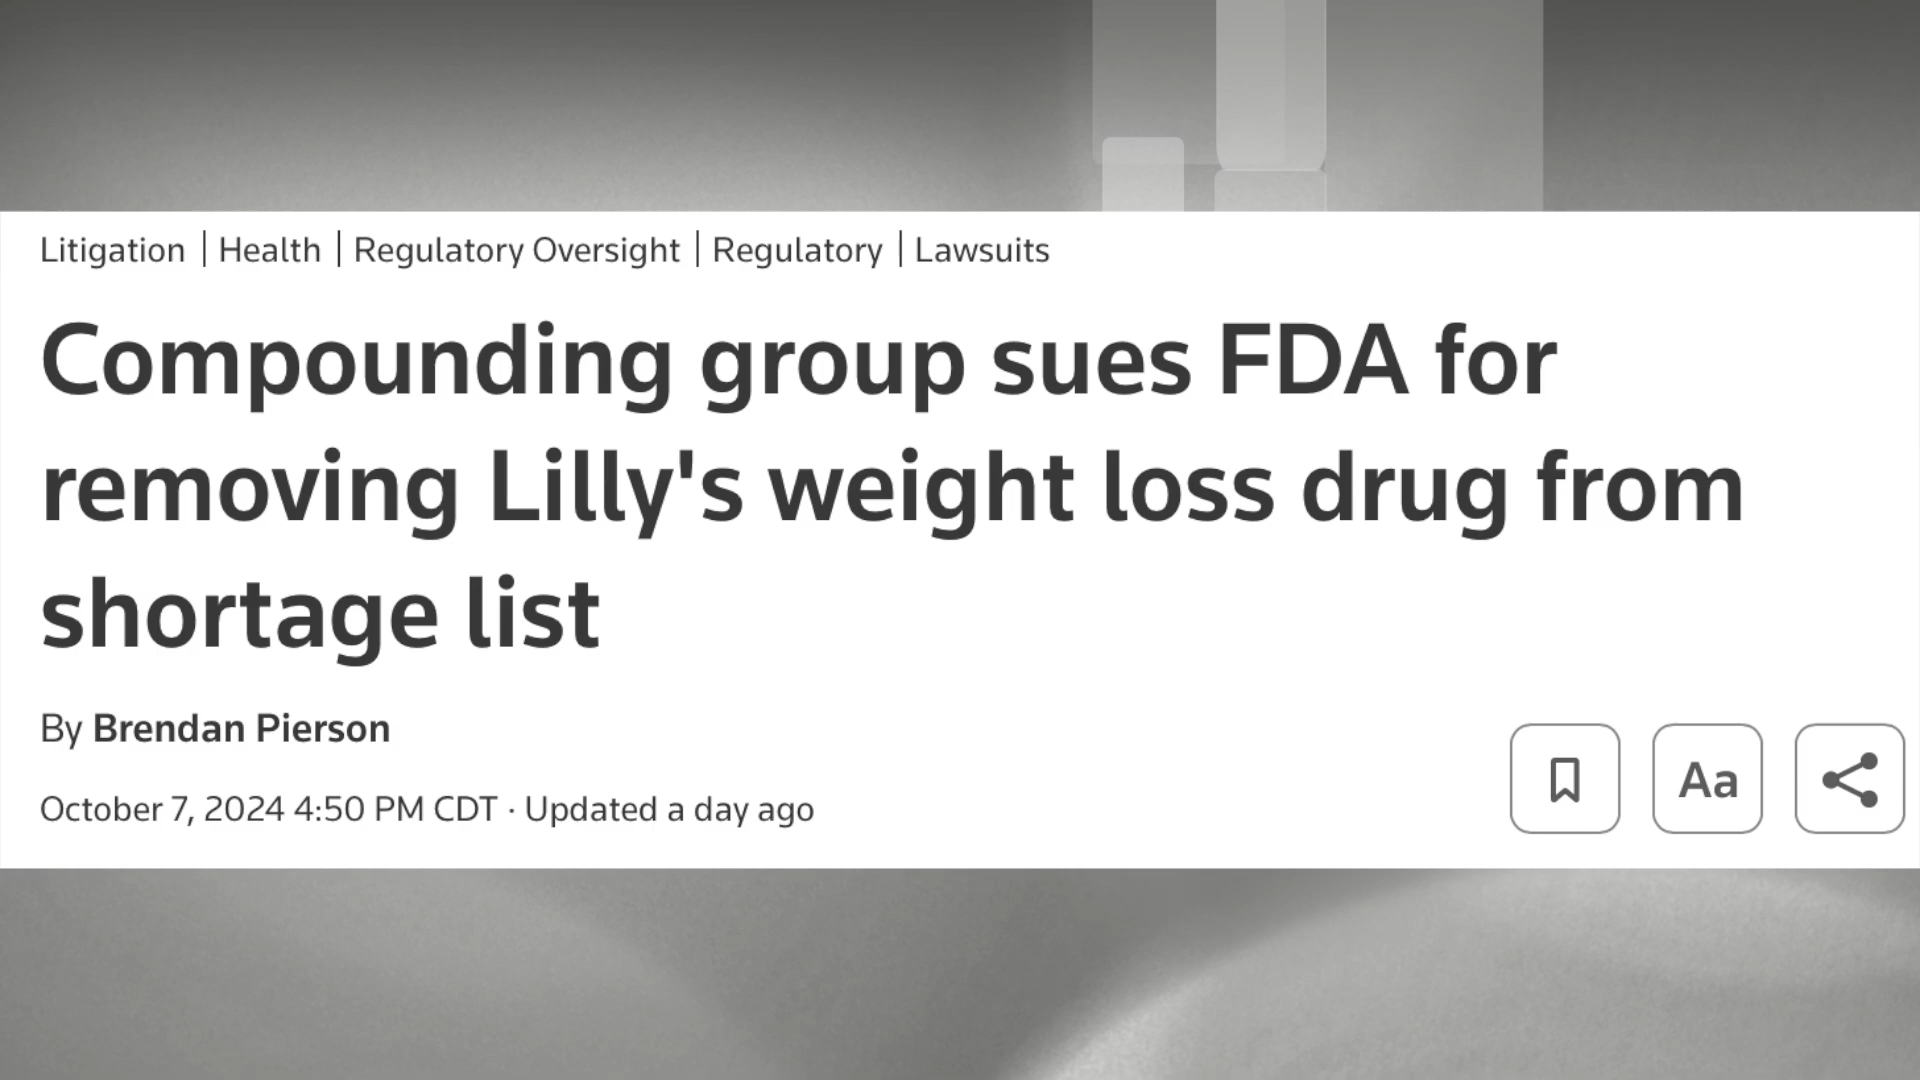 Litigation | Health | Regulatory Oversight | Regulatory | Lawsuits
Compounding group sues FDA for
removing Lilly's weight loss drug from
shortage list
By Brendan Pierson
October 7, 2024 4:50 PM CDT · Updated a day ago
Aa